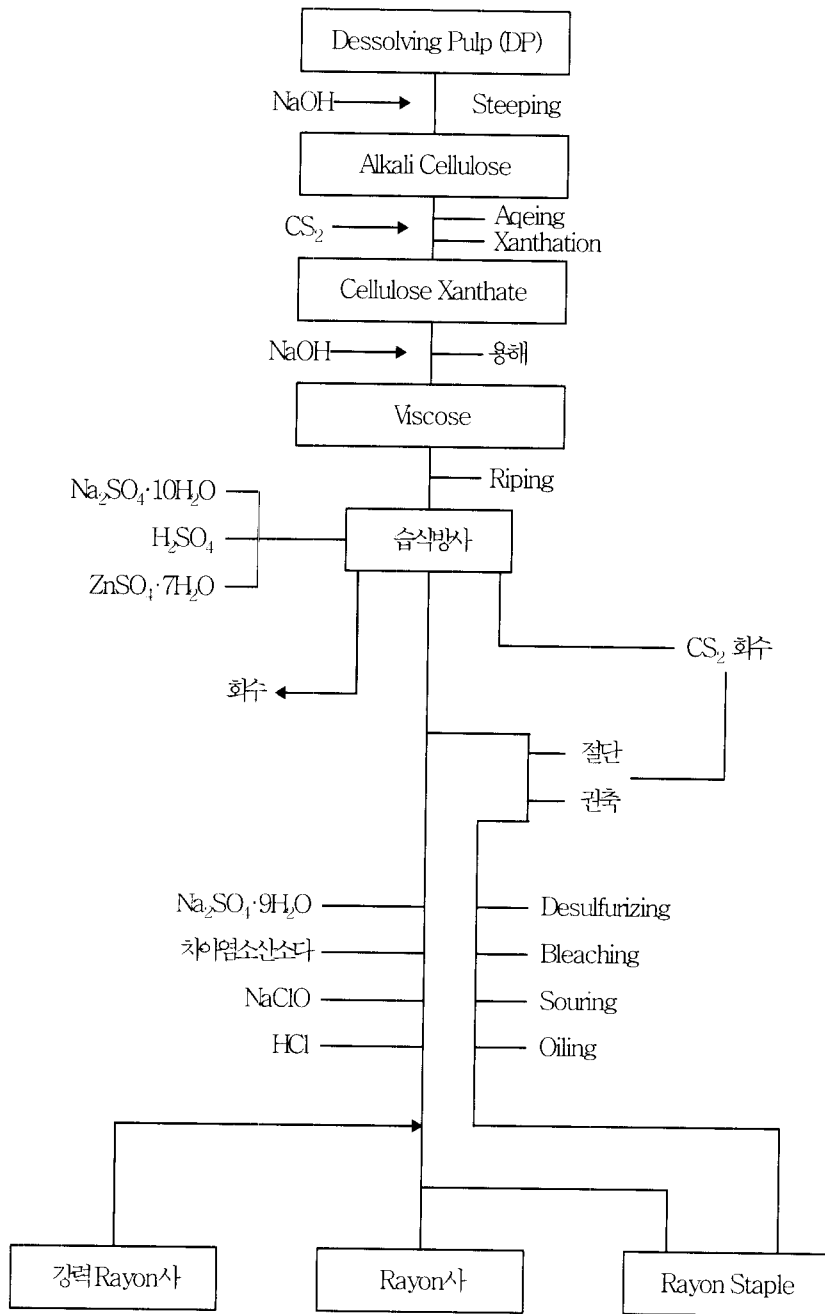 Dessolving Pulp (DP)
NaOH
Steeping
Alkali Cellulose
CS₂
Aqeing
Xanthation
Cellulose Xanthate
NaOH
용해
Viscose
Riping
Na₂SO₄·10H₂O
H₂SO₄
ZnSO₄·7H₂O
습식방사
CS₂ 회수
회수
절단
권축
Na₂SO₄·9H₂O
차아염소산소다
NaClO
HCl
Desulfurizing
Bleaching
Souring
Oiling
강력 Rayon사
Rayon사
Rayon Staple